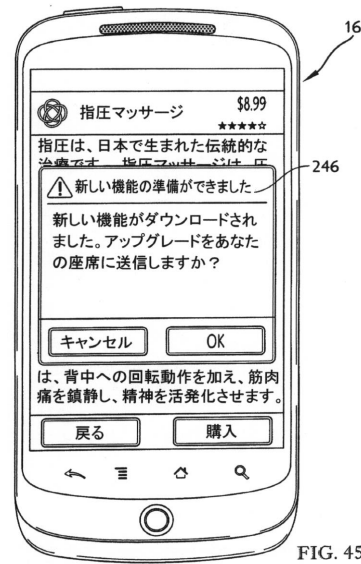 16
指圧マッサージ
$8.99
★★★★☆
指圧は、日本で生まれた伝統的な
新しい機能の準備ができました
246
新しい機能がダウンロードされ
ました。アップグレードをあなた
の座席に送信しますか？
キャンセル
OK
は、背中への回転動作を加え、筋肉
痛を鎮静し、精神を活発化させます。
戻る
購入
FIG. 45